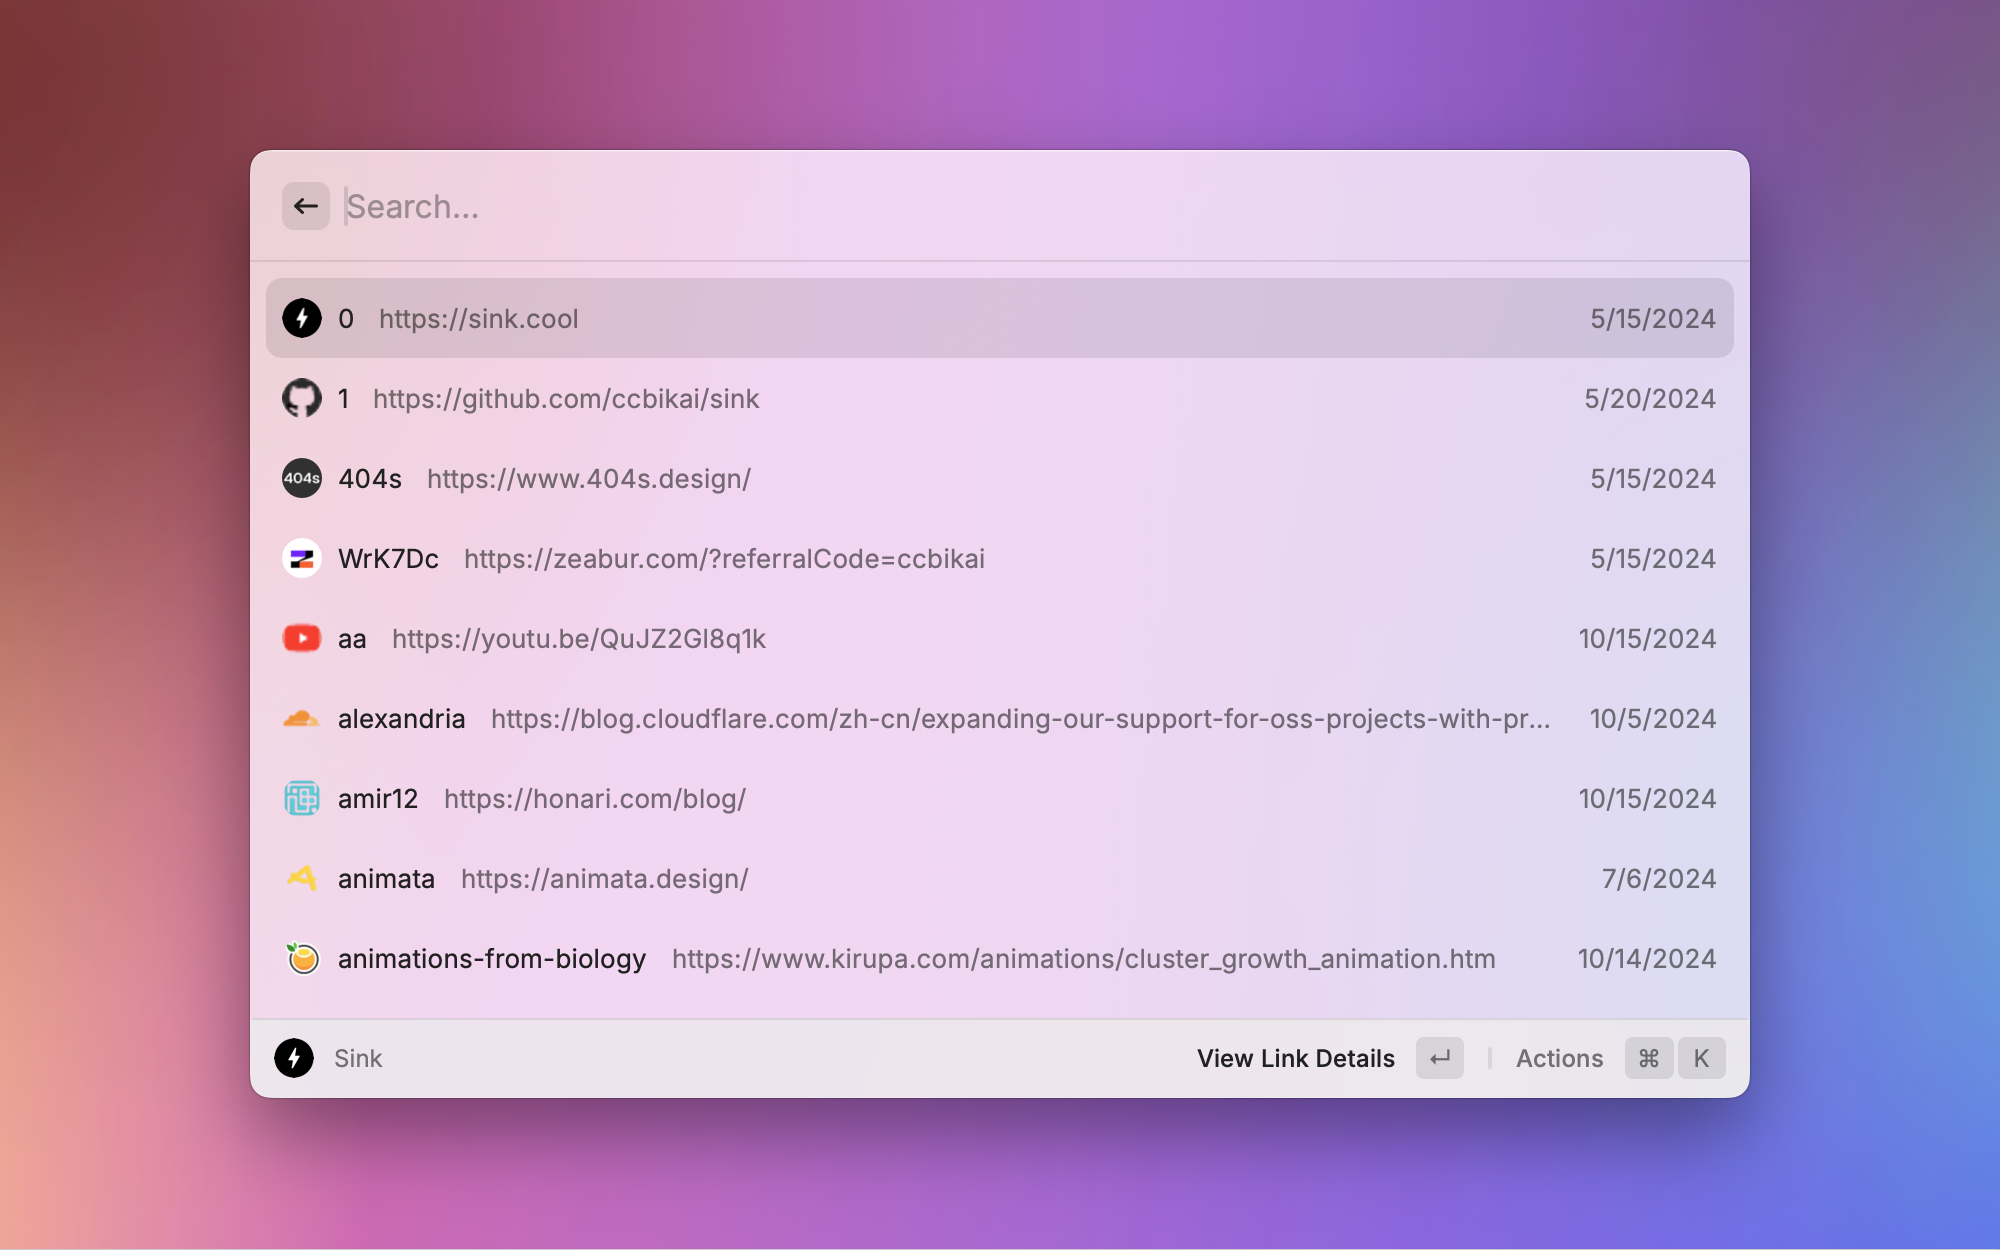 Search...
0 https://sink.cool 5/15/2024
1 https://github.com/ccbikai/sink 5/20/2024
404s 404s https://www.404s.design/ 5/15/2024
WrK7Dc https://zeabur.com/?referralCode=ccbikai 5/15/2024
aa https://youtu.be/QuJZ2Gl8q1k 10/15/2024
alexandria https://blog.cloudflare.com/zh-cn/expanding-our-support-for-oss-projects-with-pr... 10/5/2024
amir12 https://honari.com/blog/ 10/15/2024
animata https://animata.design/ 7/6/2024
animations-from-biology https://www.kirupa.com/animations/cluster_growth_animation.htm 10/14/2024
Sink View Link Details ↵ Actions ⌘ K